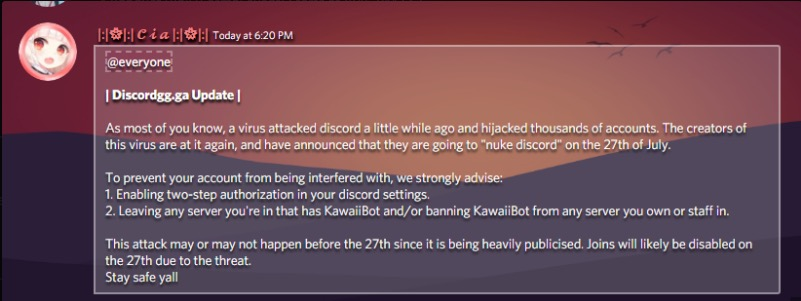 |:|❀|:| 𝓒𝓲𝓪 |:|❀|:| Today at 6:20 PM
@everyone
| Discordgg.ga Update |
As most of you know, a virus attacked discord a little while ago and hijacked thousands of accounts. The creators of
this virus are at it again, and have announced that they are going to "nuke discord" on the 27th of July.
To prevent your account from being interfered with, we strongly advise:
1. Enabling two-step authorization in your discord settings.
2. Leaving any server you're in that has KawaiiBot and/or banning KawaiiBot from any server you own or staff in.
This attack may or may not happen before the 27th since it is being heavily publicised. Joins will likely be disabled on
the 27th due to the threat.
Stay safe yall